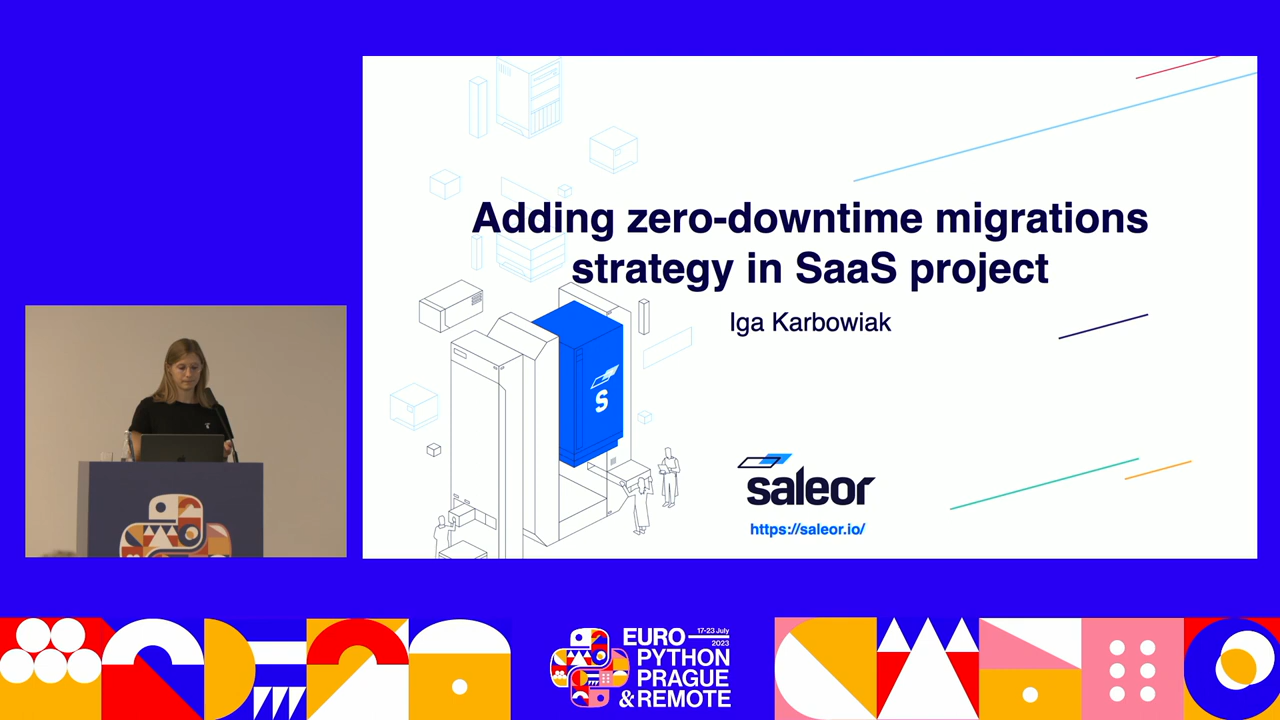 Adding zero-downtime migrations
strategy in SaaS project
Iga Karbowiak
S
saleor
https://saleor.io/
17-23 July
2023
EURO
PYTHON
PRAGUE
&REMOTE